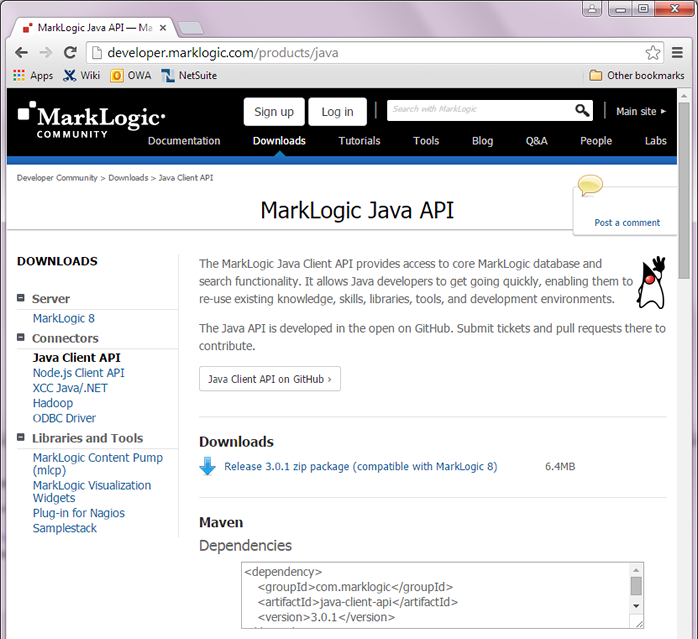 MarkLogic Java API — Ma
developer.marklogic.com/products/java
Apps Wiki OWA NetSuite Other bookmarks
MarkLogic
COMMUNITY
Sign up Log in Search with MarkLogic Main site ▸
Documentation Downloads Tutorials Tools Blog Q&A People Labs
Developer Community > Downloads > Java Client API
MarkLogic Java API
Post a comment
DOWNLOADS
Server
MarkLogic 8
Connectors
Java Client API
Node.js Client API
XCC Java/.NET
Hadoop
ODBC Driver
Libraries and Tools
MarkLogic Content Pump
(mlcp)
MarkLogic Visualization
Widgets
Plug-in for Nagios
Samplestack
The MarkLogic Java Client API provides access to core MarkLogic database and
search functionality. It allows Java developers to get going quickly, enabling them to
re-use existing knowledge, skills, libraries, tools, and development environments.
The Java API is developed in the open on GitHub. Submit tickets and pull requests there to
contribute.
Java Client API on GitHub ›
Downloads
Release 3.0.1 zip package (compatible with MarkLogic 8) 6.4MB
Maven
Dependencies
<dependency>
<groupId>com.marklogic</groupId>
<artifactId>java-client-api</artifactId>
<version>3.0.1</version>